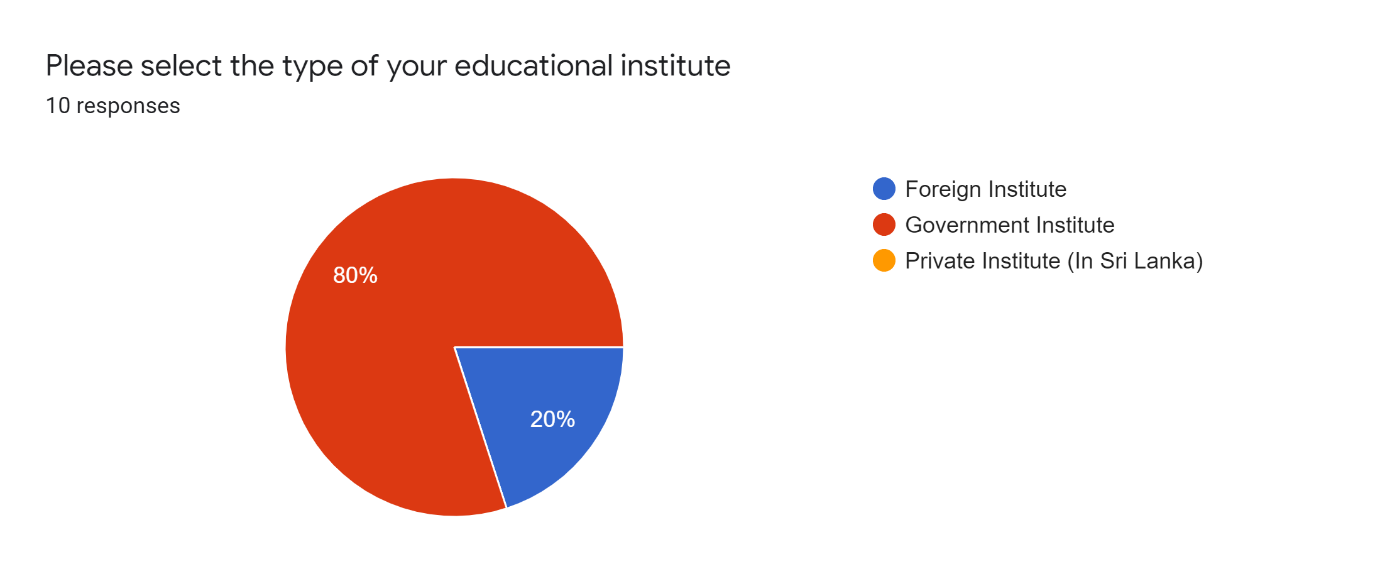 Please select the type of your educational institute
10 responses
80%
20%
Foreign Institute
Government Institute
Private Institute (In Sri Lanka)